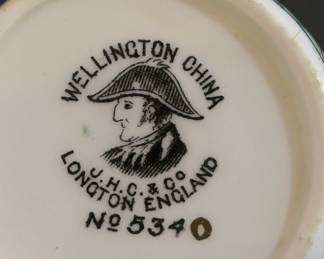 WELLINGTON CHINA
J.H.C. & Co
LONGTON ENGLAND
No 5340